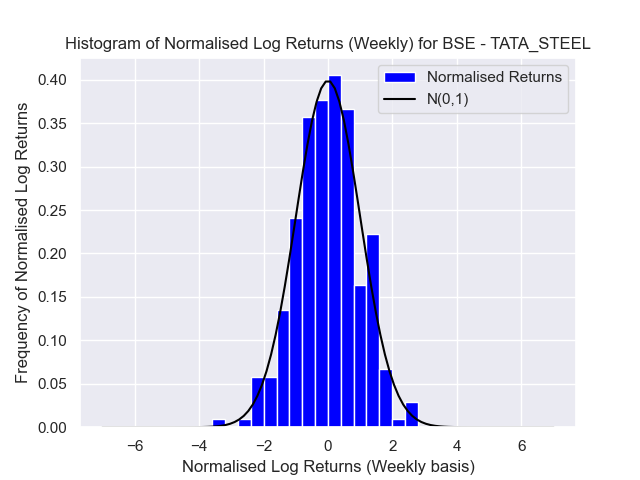 Histogram of Normalised Log Returns (Weekly) for BSE - TATA_STEEL
Normalised Returns
N(0,1)
Frequency of Normalised Log Returns
0.40
0.35
0.30
0.25
0.20
0.15
0.10
0.05
0.00
−6 −4 −2 0 2 4 6
Normalised Log Returns (Weekly basis)